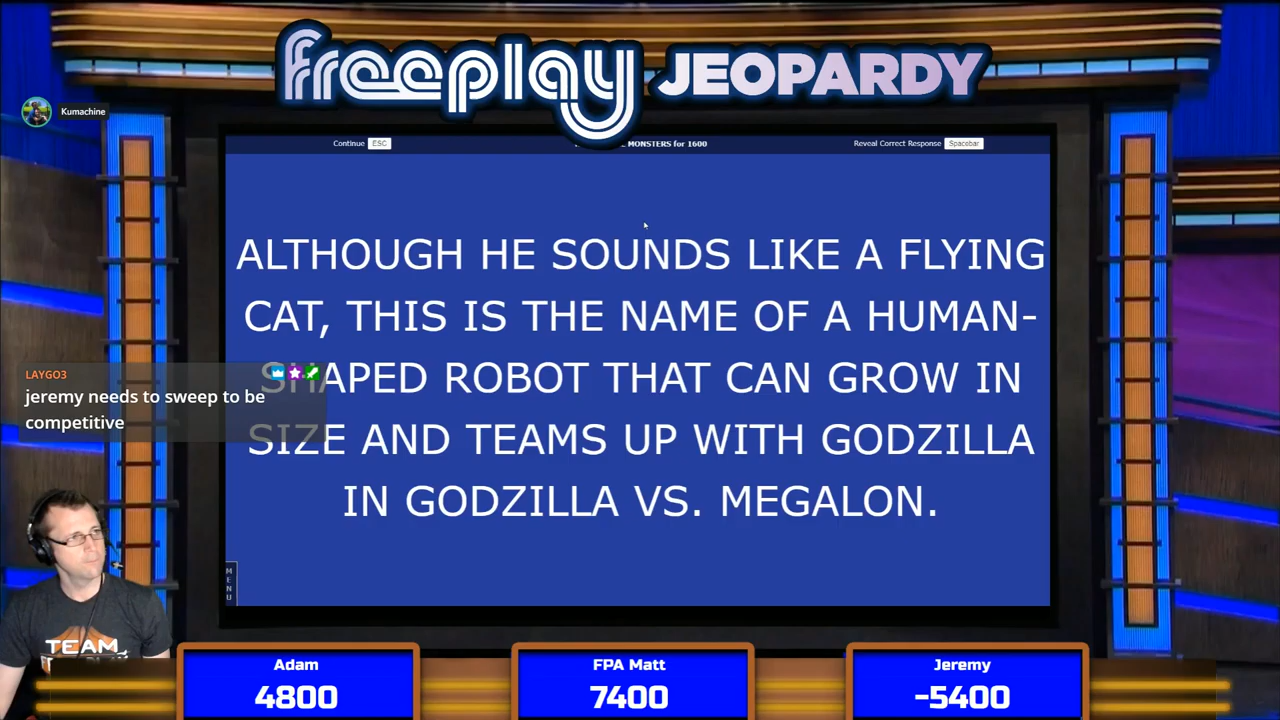 freeplay JEOPARDY
Kumachine
Continue ESC
MONSTERS for 1600
Reveal Correct Response Spacebar
ALTHOUGH HE SOUNDS LIKE A FLYING
CAT, THIS IS THE NAME OF A HUMAN-
SHAPED ROBOT THAT CAN GROW IN
SIZE AND TEAMS UP WITH GODZILLA
IN GODZILLA VS. MEGALON.
LAYGO3
jeremy needs to sweep to be
competitive
MENU
TEAM
Adam
4800
FPA Matt
7400
Jeremy
-5400